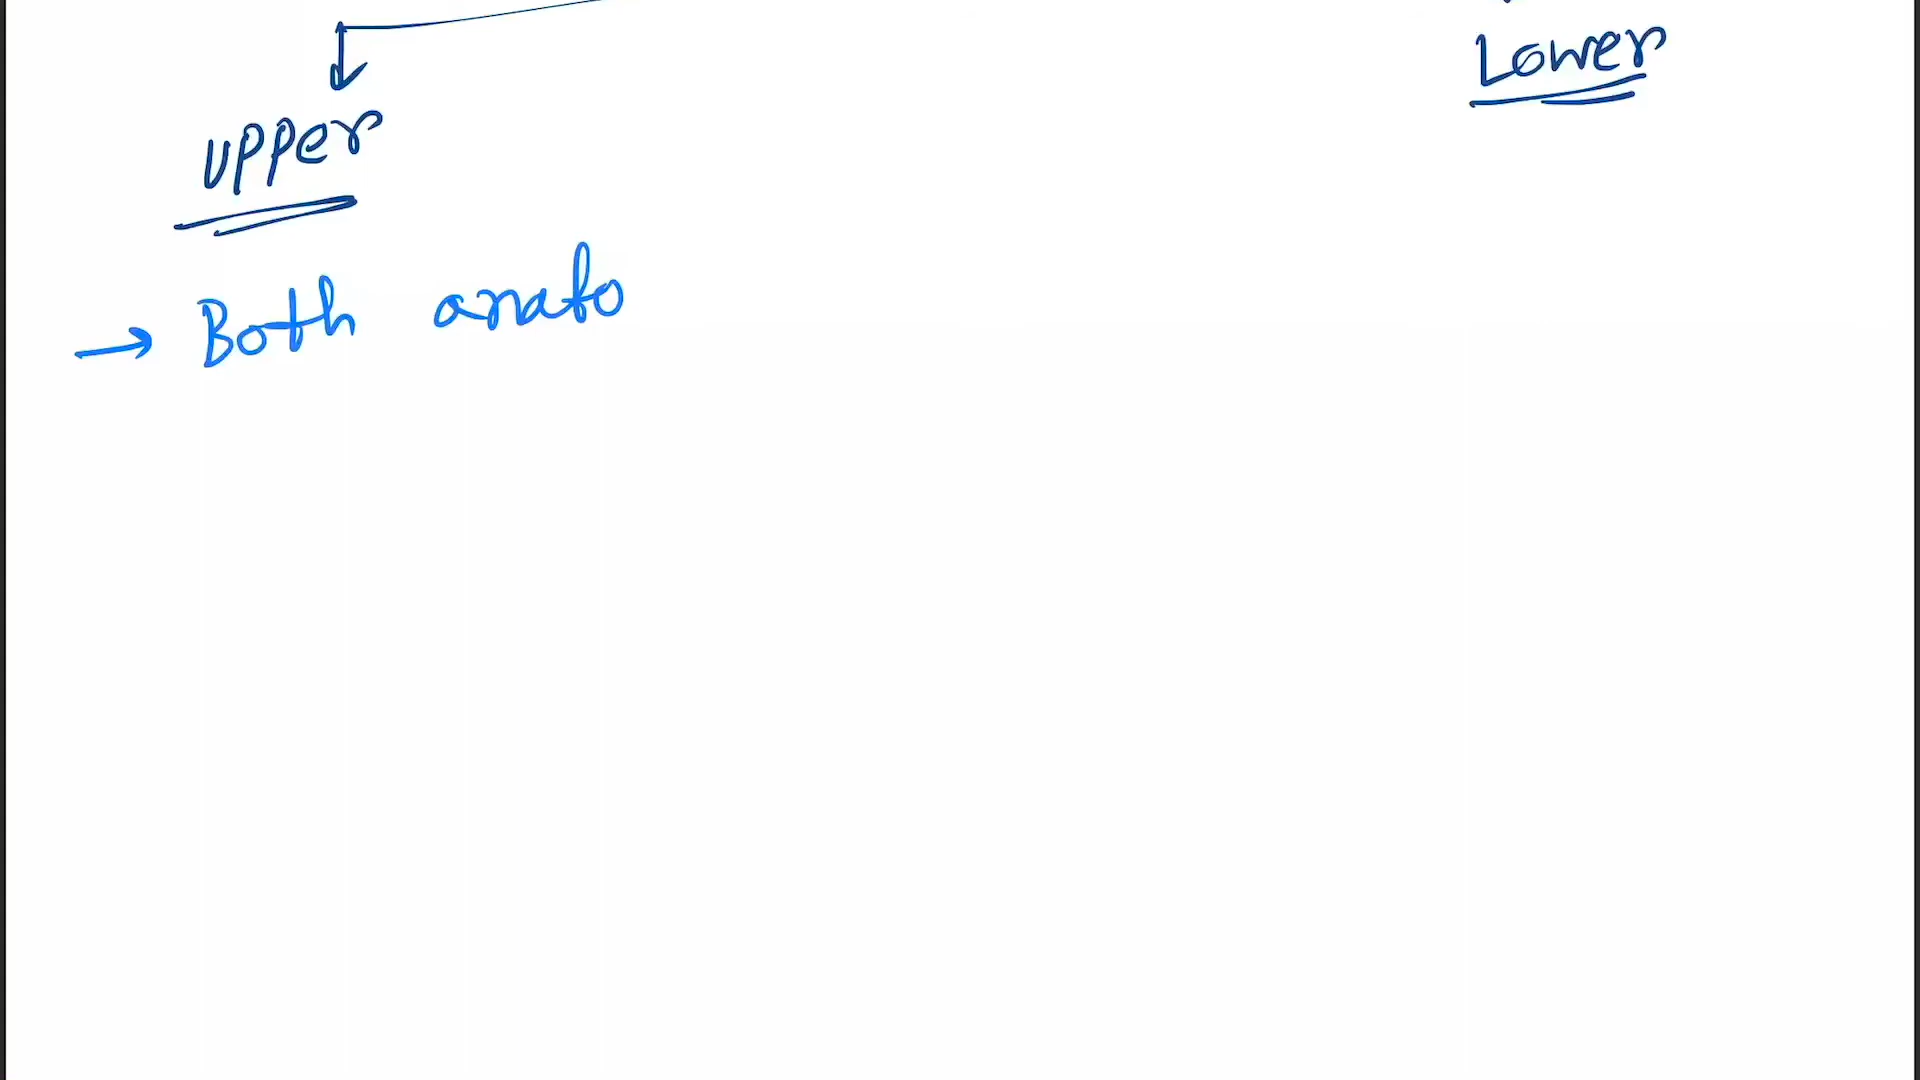 Lower
Upper
→ Both anato